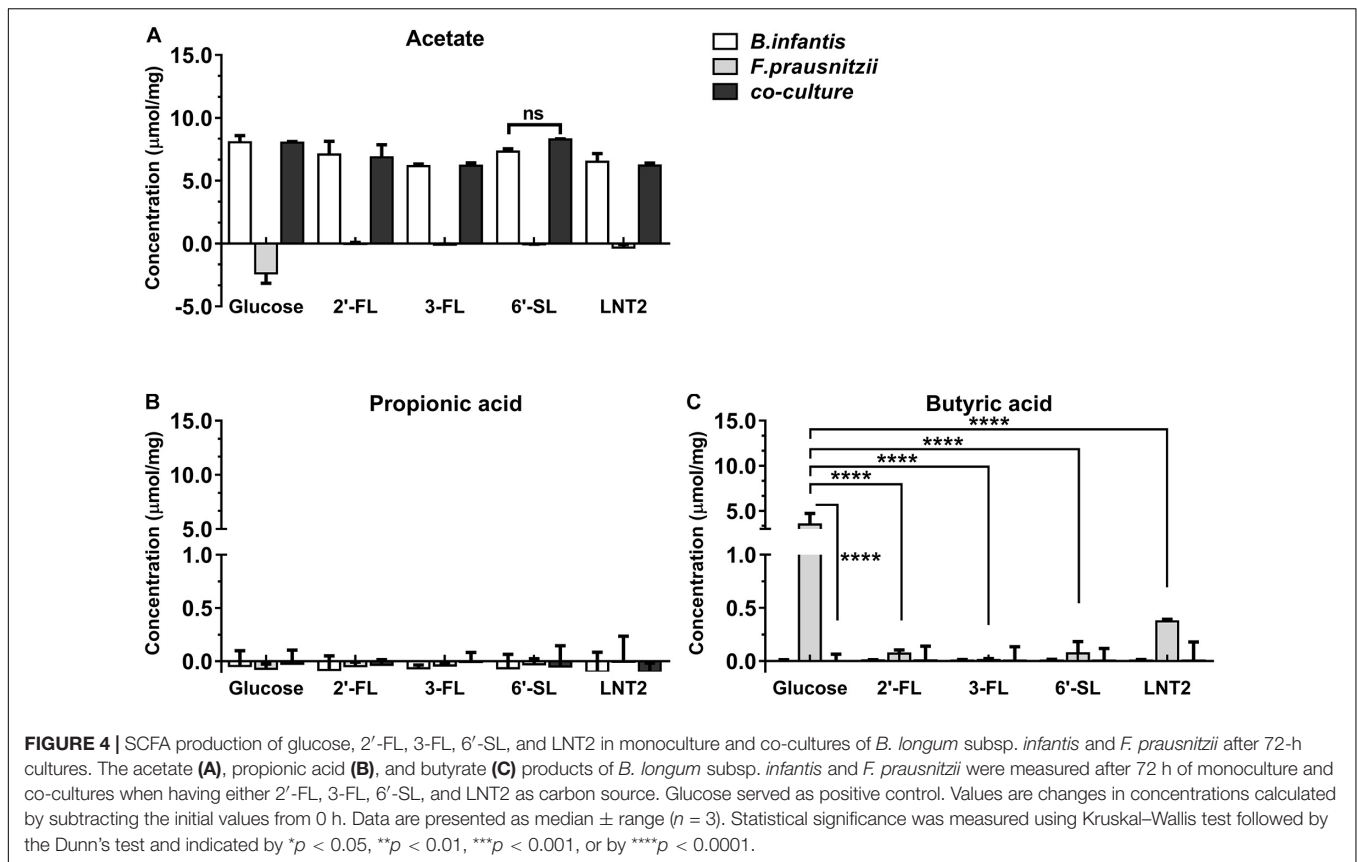 A
Acetate
B.infantis
F.prausnitzii
co-culture
Concentration (µmol/mg)
15.0
10.0
5.0
0.0
-5.0
ns
Glucose 2'-FL 3-FL 6'-SL LNT2
B
Propionic acid
Concentration (µmol/mg)
15.0
10.0
5.0
1.0
0.5
0.0
Glucose 2'-FL 3-FL 6'-SL LNT2
C
Butyric acid
Concentration (µmol/mg)
15.0
10.0
5.0
1.0
0.5
0.0
****
****
****
****
****
Glucose 2'-FL 3-FL 6'-SL LNT2
FIGURE 4 | SCFA production of glucose, 2′-FL, 3-FL, 6′-SL, and LNT2 in monoculture and co-cultures of B. longum subsp. infantis and F. prausnitzii after 72-h
cultures. The acetate (A), propionic acid (B), and butyrate (C) products of B. longum subsp. infantis and F. prausnitzii were measured after 72 h of monoculture and
co-cultures when having either 2′-FL, 3-FL, 6′-SL, and LNT2 as carbon source. Glucose served as positive control. Values are changes in concentrations calculated
by subtracting the initial values from 0 h. Data are presented as median ± range (n = 3). Statistical significance was measured using Kruskal–Wallis test followed by
the Dunn's test and indicated by *p < 0.05, **p < 0.01, ***p < 0.001, or by ****p < 0.0001.